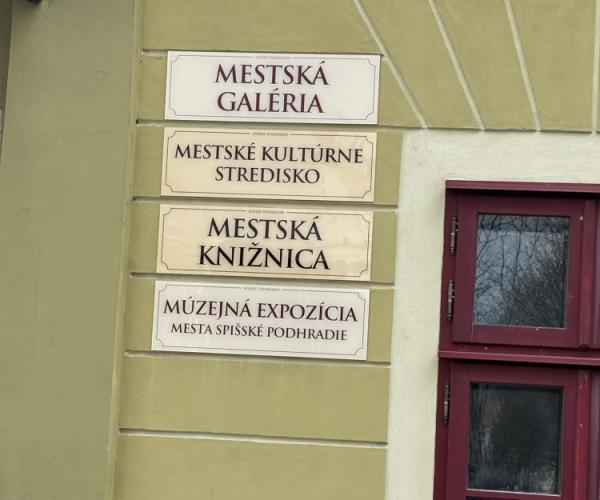 MESTSKÁ
GALÉRIA
MESTSKÉ KULTÚRNE
STREDISKO
MESTSKÁ
KNIŽNICA
MÚZEJNÁ EXPOZÍCIA
MESTA SPIŠSKÉ PODHRADIE